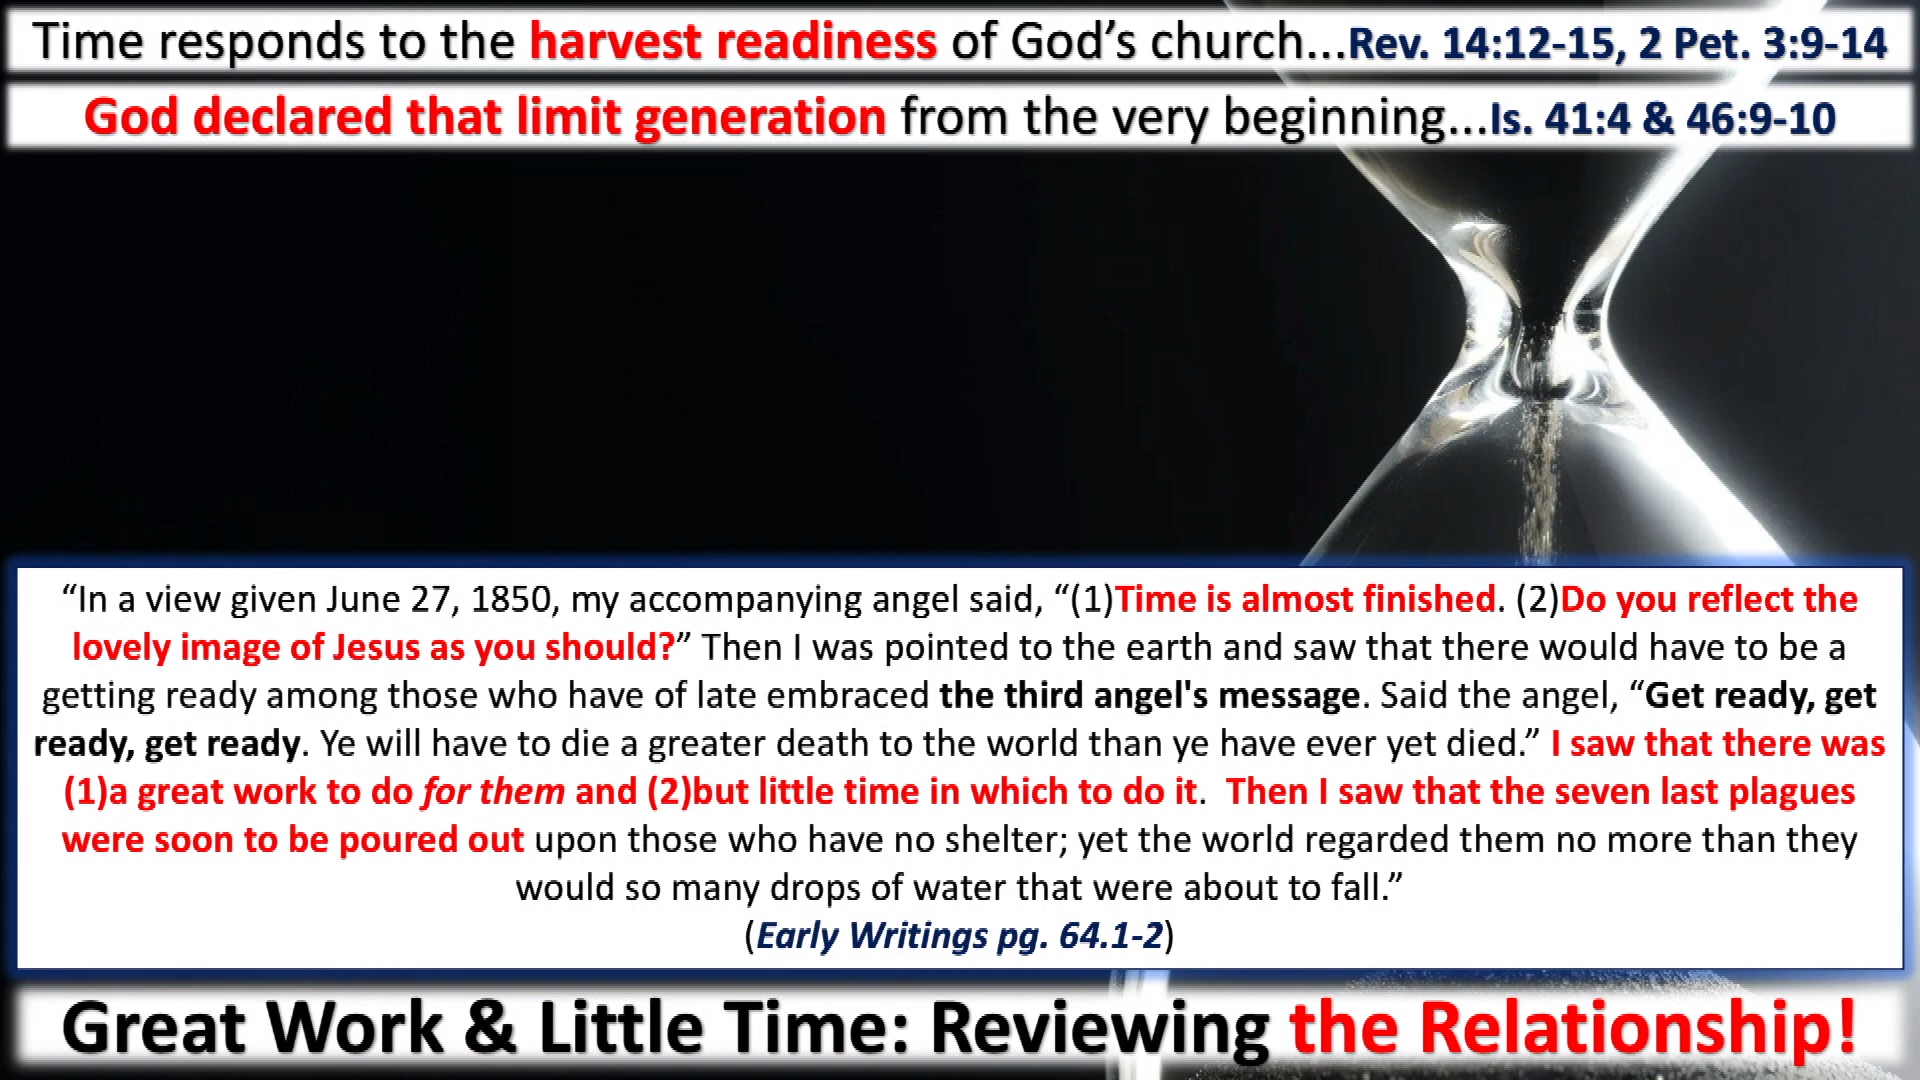 Time responds to the harvest readiness of God’s church...Rev. 14:12-15, 2 Pet. 3:9-14
God declared that limit generation from the very beginning...Is. 41:4 & 46:9-10
“In a view given June 27, 1850, my accompanying angel said, “(1)Time is almost finished. (2)Do you reflect the
lovely image of Jesus as you should?” Then I was pointed to the earth and saw that there would have to be a
getting ready among those who have of late embraced the third angel's message. Said the angel, “Get ready, get
ready, get ready. Ye will have to die a greater death to the world than ye have ever yet died.” I saw that there was
(1)a great work to do for them and (2)but little time in which to do it.  Then I saw that the seven last plagues
were soon to be poured out upon those who have no shelter; yet the world regarded them no more than they
would so many drops of water that were about to fall.”
(Early Writings pg. 64.1-2)
Great Work & Little Time: Reviewing the Relationship!